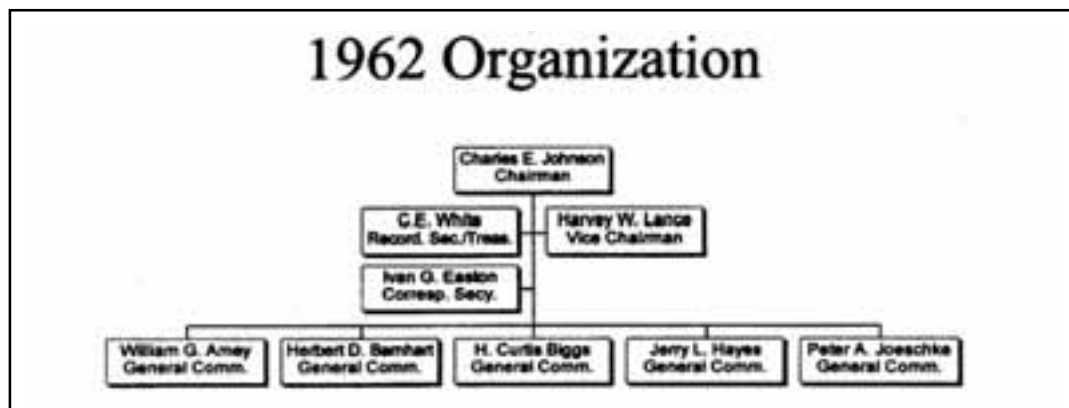 1962 Organization
Charles E. Johnson
Chairman
C.E. White
Record. Sec./Treas.
Harvey W. Lance
Vice Chairman
Ivan G. Easton
Corresp. Secy.
William G. Amey
General Comm.
Herbert D. Barnhart
General Comm.
H. Curtis Biggs
General Comm.
Jerry L. Hayes
General Comm.
Peter A. Joeschke
General Comm.